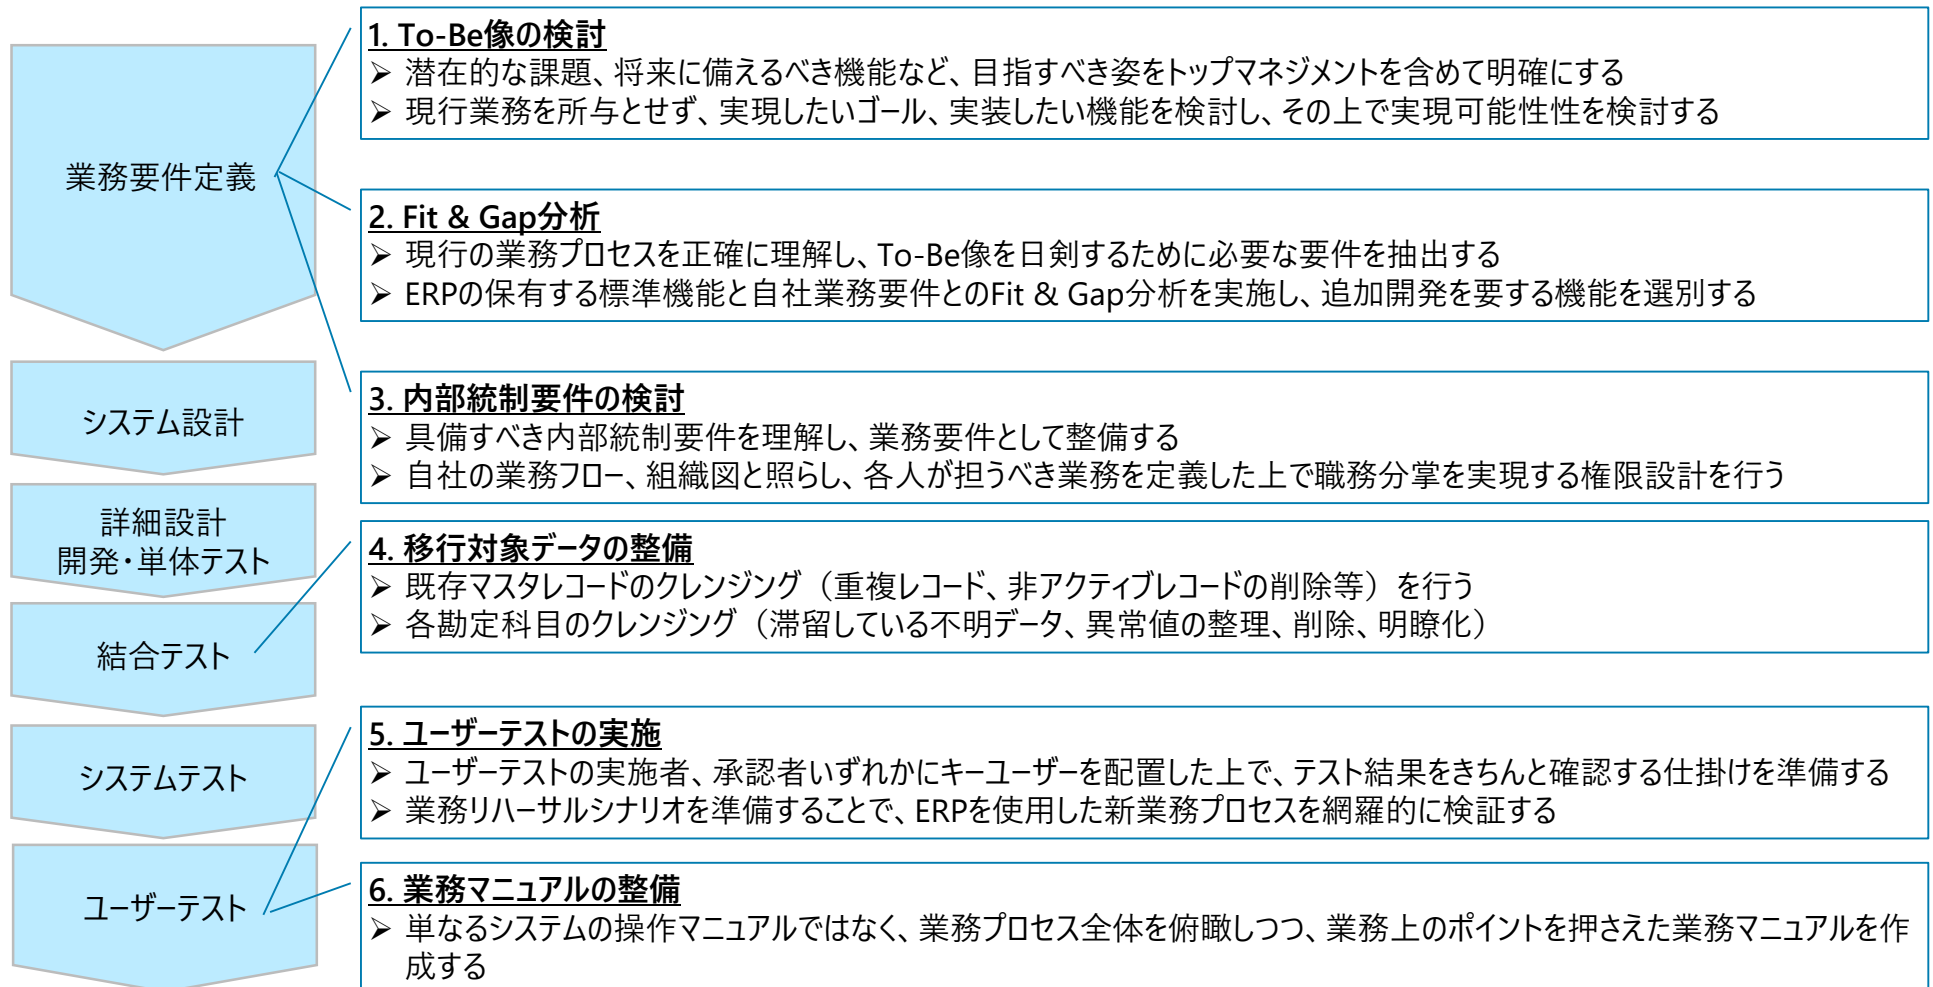 業務要件定義
システム設計
詳細設計
開発・単体テスト
結合テスト
システムテスト
ユーザーテスト
1. To-Be像の検討
➤ 潜在的な課題、将来に備えるべき機能など、目指すべき姿をトップマネジメントを含めて明確にする
➤ 現行業務を所与とせず、実現したいゴール、実装したい機能を検討し、その上で実現可能性性を検討する
2. Fit & Gap分析
➤ 現行の業務プロセスを正確に理解し、To-Be像を日剣するために必要な要件を抽出する
➤ ERPの保有する標準機能と自社業務要件とのFit & Gap分析を実施し、追加開発を要する機能を選別する
3. 内部統制要件の検討
➤ 具備すべき内部統制要件を理解し、業務要件として整備する
➤ 自社の業務フロー、組織図と照らし、各人が担うべき業務を定義した上で職務分掌を実現する権限設計を行う
4. 移行対象データの整備
➤ 既存マスタレコードのクレンジング（重複レコード、非アクティブレコードの削除等）を行う
➤ 各勘定科目のクレンジング（滞留している不明データ、異常値の整理、削除、明瞭化）
5. ユーザーテストの実施
➤ ユーザーテストの実施者、承認者いずれかにキーユーザーを配置した上で、テスト結果をきちんと確認する仕掛けを準備する
➤ 業務リハーサルシナリオを準備することで、ERPを使用した新業務プロセスを網羅的に検証する
6. 業務マニュアルの整備
➤ 単なるシステムの操作マニュアルではなく、業務プロセス全体を俯瞰しつつ、業務上のポイントを押さえた業務マニュアルを作
成する